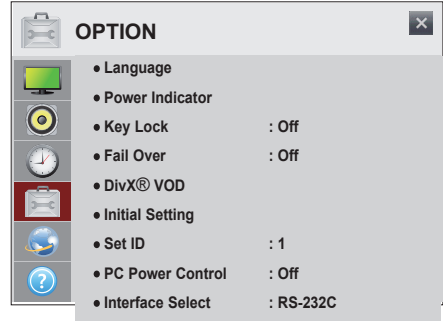 OPTION
● Language
● Power Indicator
● Key Lock : Off
● Fail Over : Off
● DivX® VOD
● Initial Setting
● Set ID : 1
● PC Power Control : Off
● Interface Select : RS-232C
?